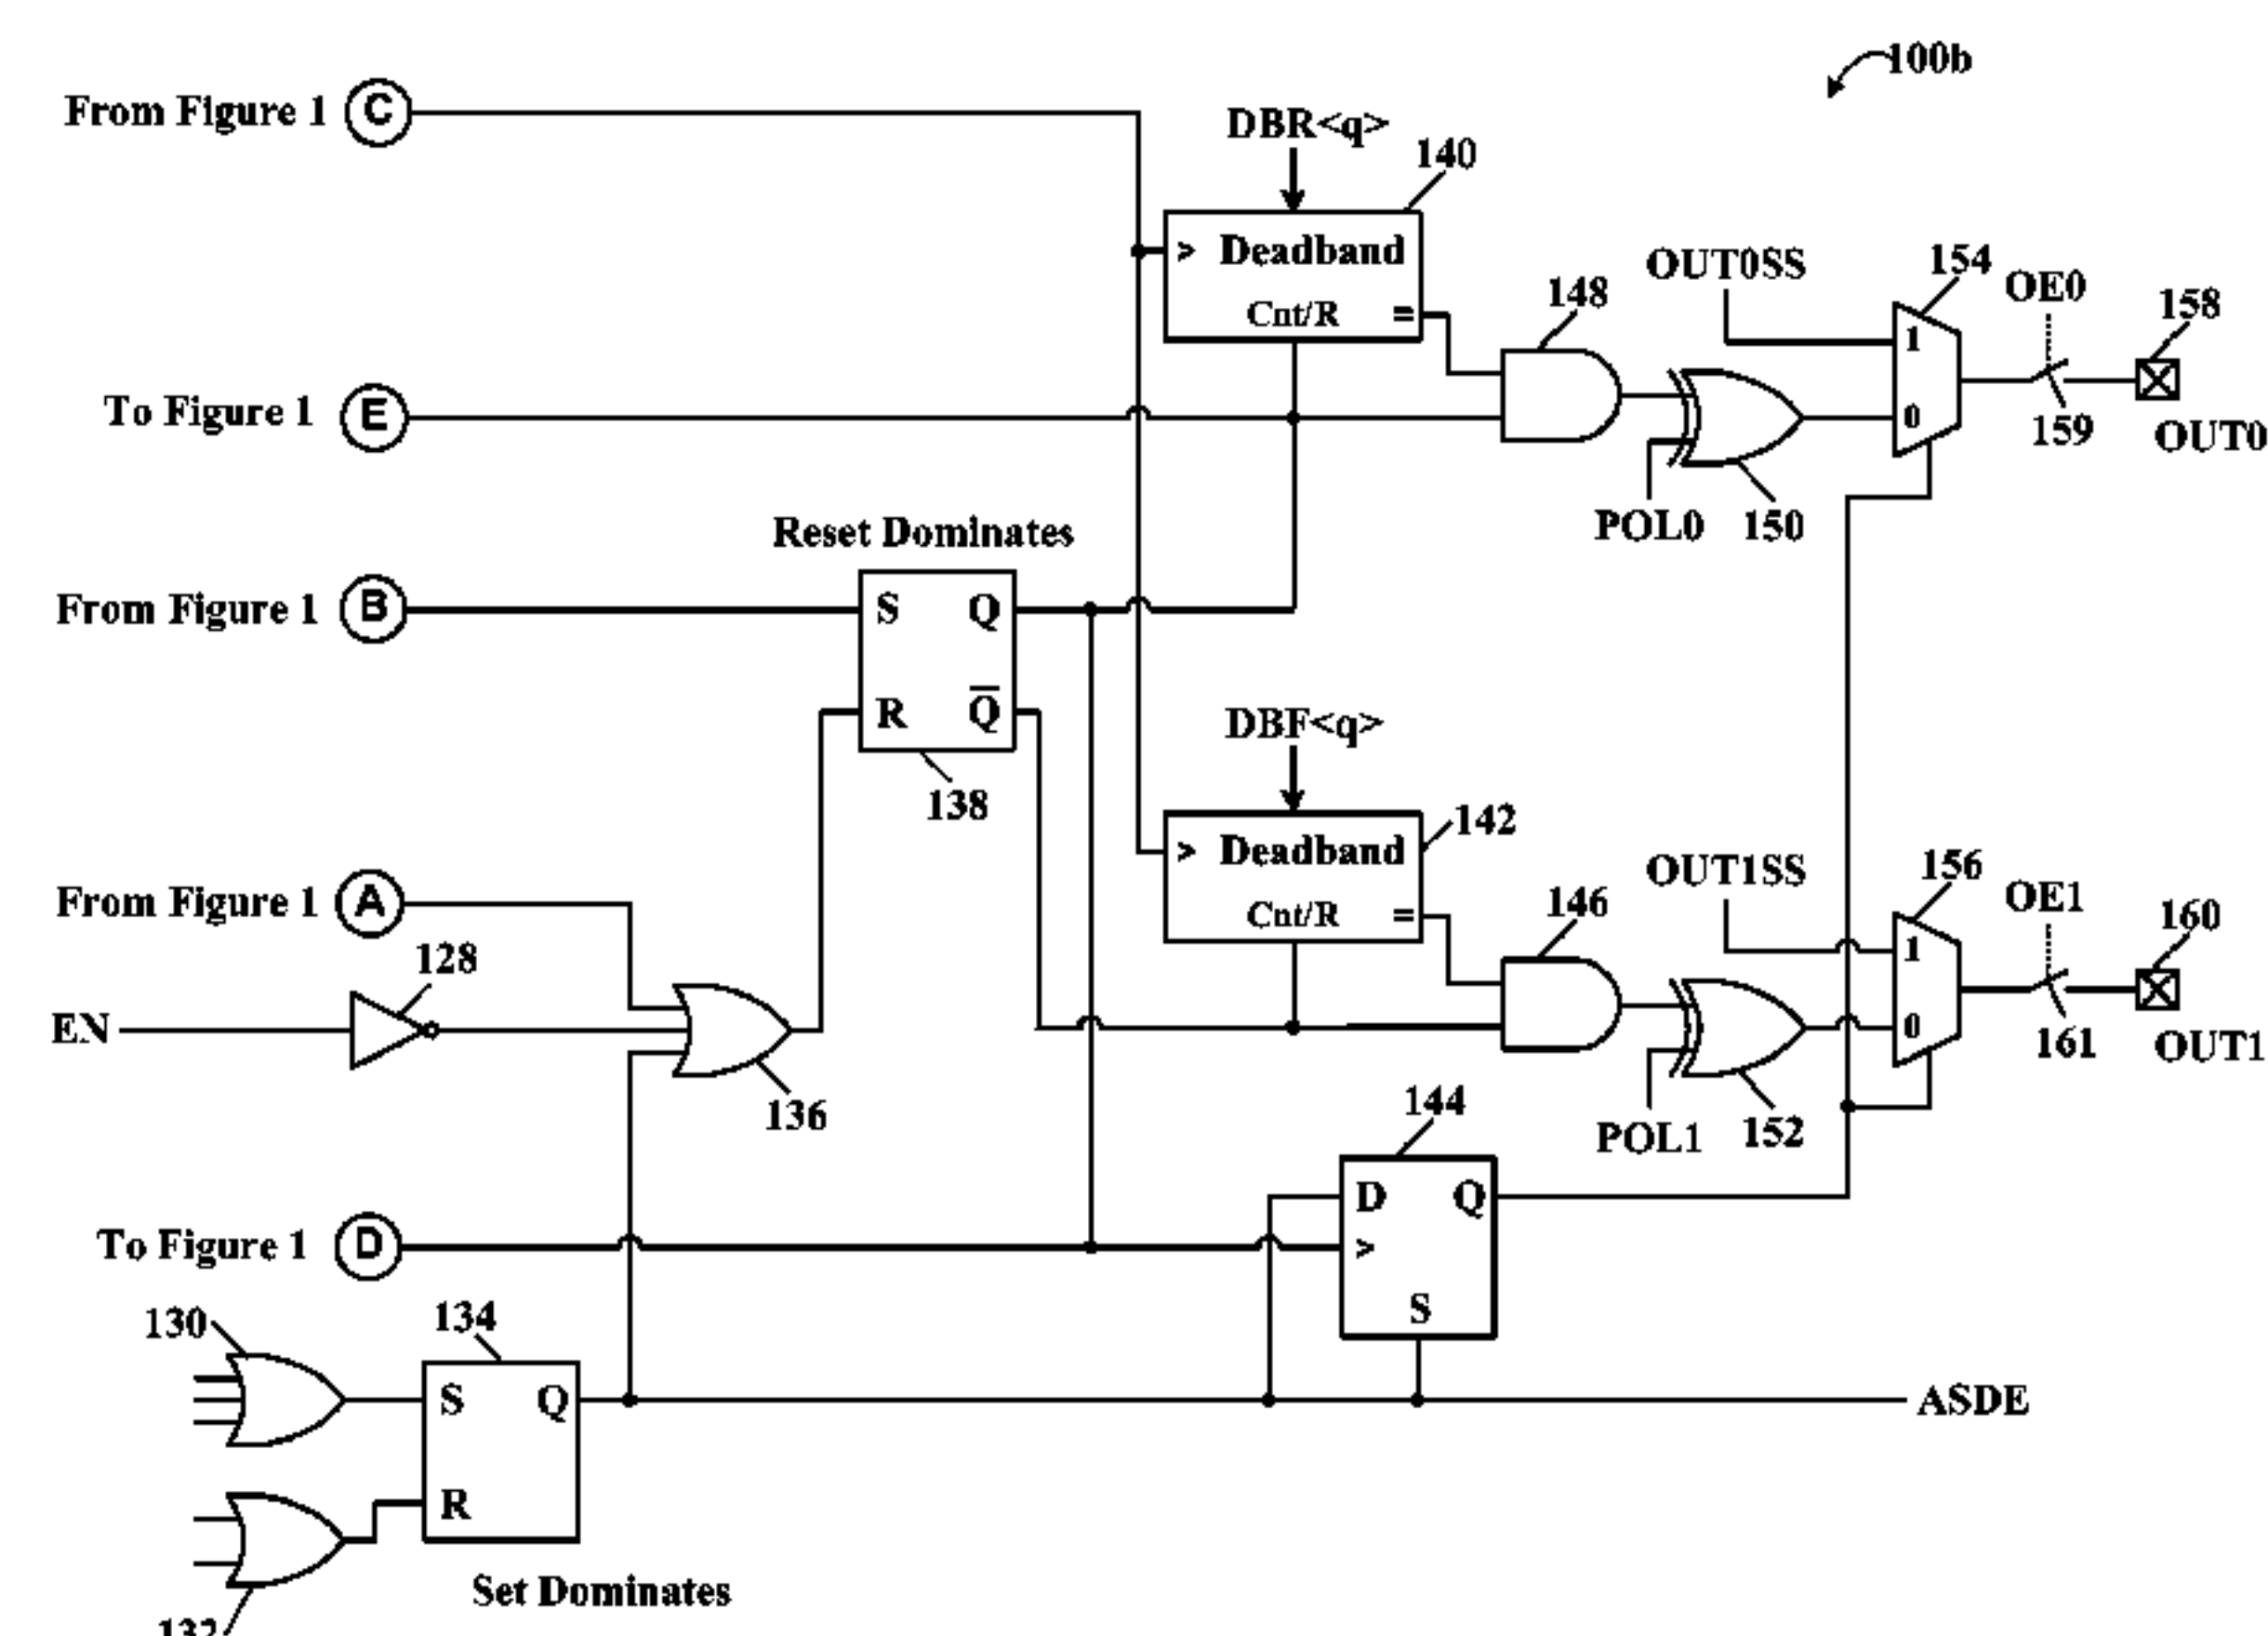 100b
From Figure 1 C
DBR<q>
140
> Deadband
Cnt/R =
148
OUT0SS
154
OE0
158
1
0
159
OUT0
To Figure 1 E
POL0 150
Reset Dominates
From Figure 1 B
S Q
R Q̅
138
DBF<q>
142
> Deadband
Cnt/R =
146
OUT1SS
156
OE1
160
1
0
161
OUT1
From Figure 1 A
128
EN
136
POL1 152
144
D Q
>
S
To Figure 1 D
130
134
S Q
R
ASDE
Set Dominates
132